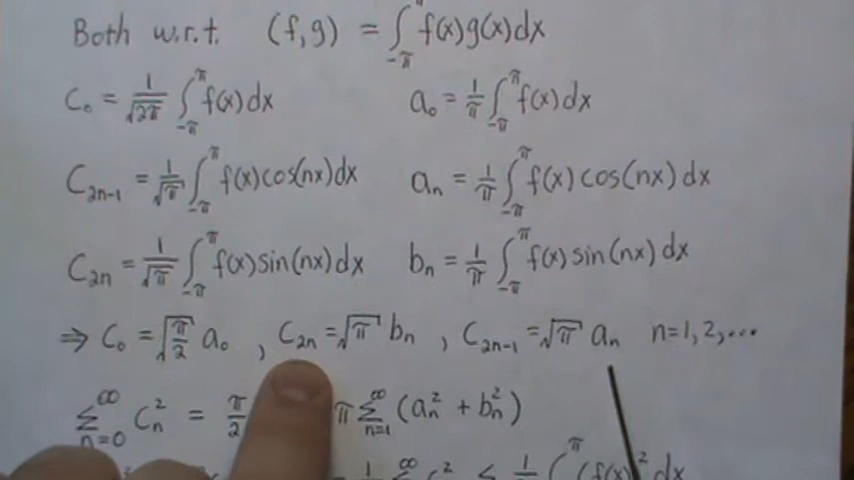 Both w.r.t. (f,g) = ∫_{-π}^{π} f(x)g(x)dx
C₀ = 1/√(2π) ∫_{-π}^{π} f(x)dx a₀ = 1/π ∫_{-π}^{π} f(x)dx
C_{2n-1} = 1/√π ∫_{-π}^{π} f(x)cos(nx)dx a_n = 1/π ∫_{-π}^{π} f(x)cos(nx)dx
C_{2n} = 1/√π ∫_{-π}^{π} f(x)sin(nx)dx b_n = 1/π ∫_{-π}^{π} f(x)sin(nx)dx
⇒ C₀ = √(π/2) a₀ , C_{2n} = √π b_n , C_{2n-1} = √π a_n n=1,2,...
∑_{n=0}^{∞} C_n² = π/2 π ∑_{n=1}^{∞} (a_n² + b_n²)
∞ ≤ ∫^{π} (f(x))² dx